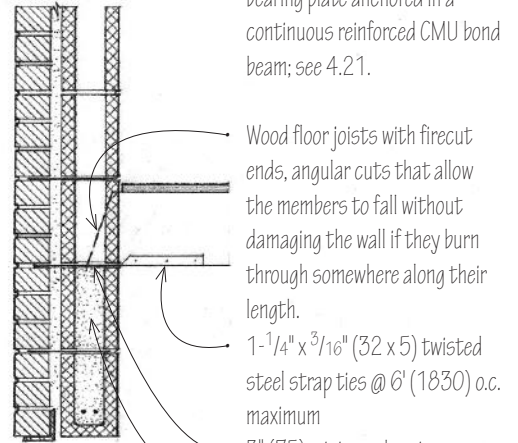 bearing plate anchored in a
continuous reinforced CMU bond
beam; see 4.21.
Wood floor joists with firecut
ends, angular cuts that allow
the members to fall without
damaging the wall if they burn
through somewhere along their
length.
1-1/4" x 3/16" (32 x 5) twisted
steel strap ties @ 6' (1830) o.c.
maximum